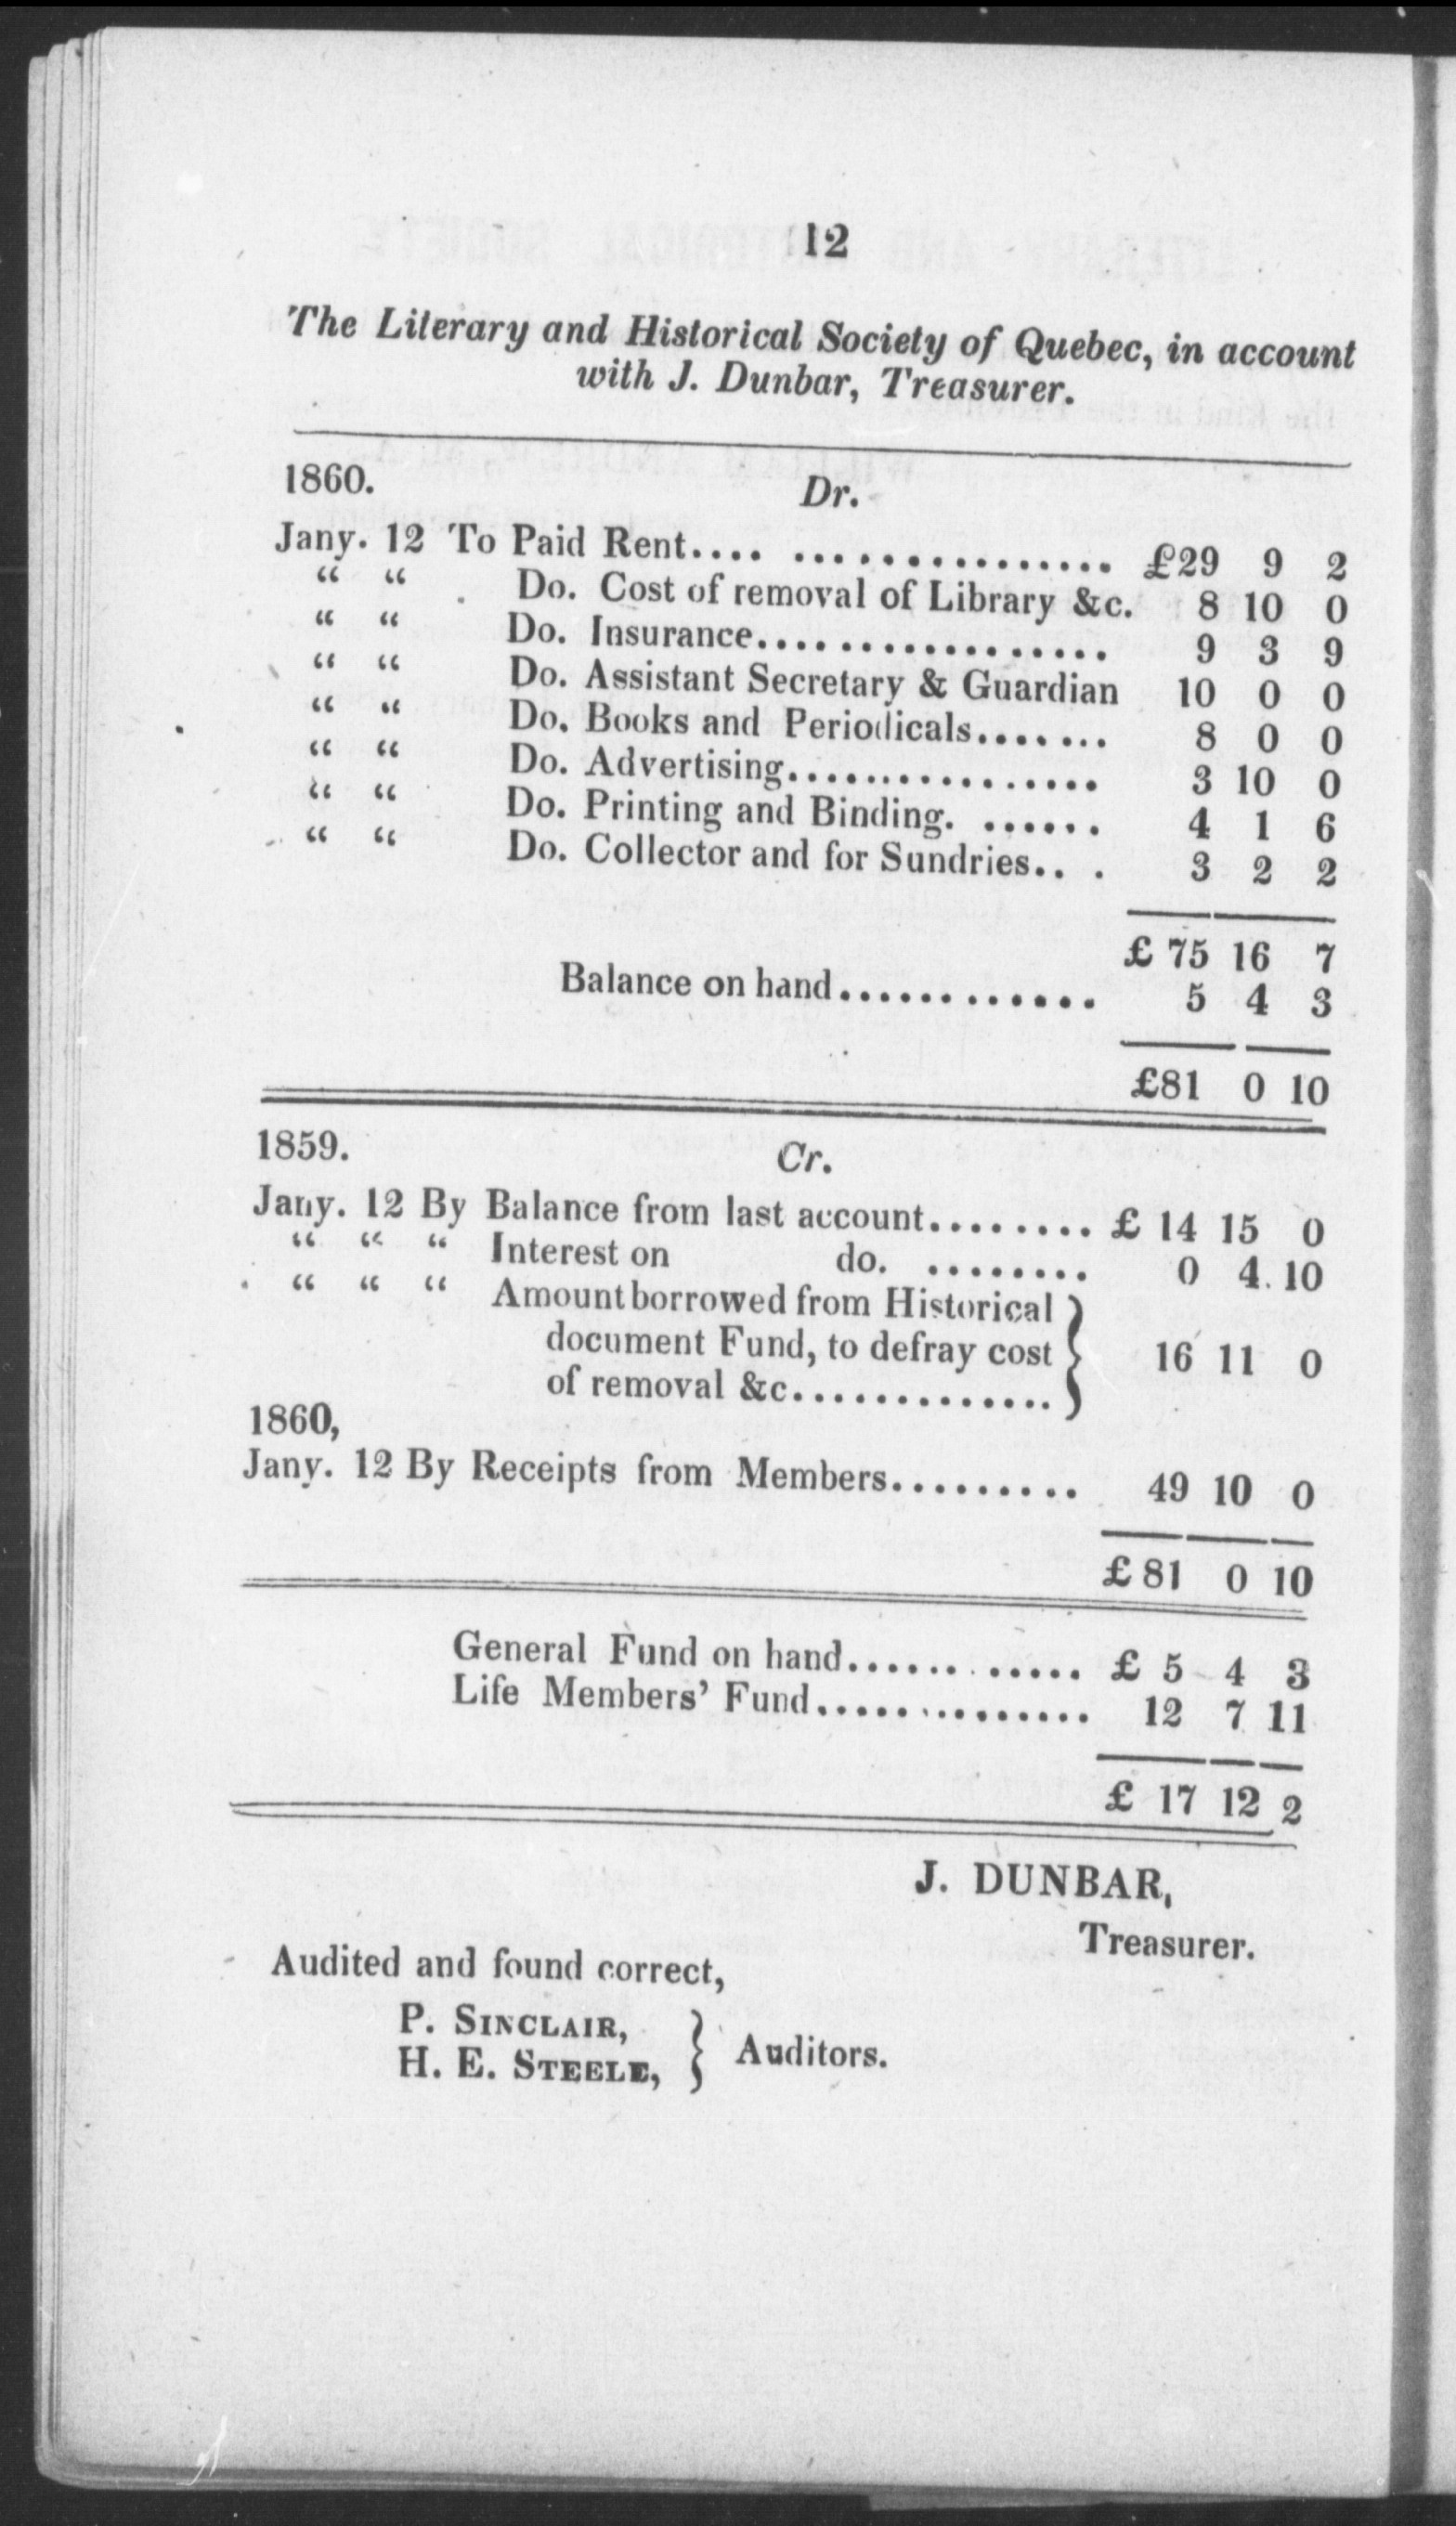 12
The Literary and Historical Society of Quebec, in account
with J. Dunbar, Treasurer.
1860.
Dr.
Jany. 12 To Paid Rent.... ............... £29 9 2
“ “ Do. Cost of removal of Library &c. 8 10 0
“ “ Do. Insurance.................. 9 3 9
“ “ Do. Assistant Secretary & Guardian 10 0 0
“ “ Do. Books and Periodicals....... 8 0 0
“ “ Do. Advertising................ 3 10 0
“ “ Do. Printing and Binding. ...... 4 1 6
“ “ Do. Collector and for Sundries.. . 3 2 2
£ 75 16 7
Balance on hand............ 5 4 3
£81 0 10
1859.
Cr.
Jany. 12 By Balance from last account........ £ 14 15 0
“ “ “ Interest on do. ........ 0 4 10
“ “ “ Amount borrowed from Historical
document Fund, to defray cost } 16 11 0
of removal &c.............
1860,
Jany. 12 By Receipts from Members......... 49 10 0
£ 81 0 10
General Fund on hand............ £ 5 4 3
Life Members’ Fund.............. 12 7 11
£ 17 12 2
J. DUNBAR,
Treasurer.
Audited and found correct,
P. SINCLAIR,
H. E. STEELE, } Auditors.